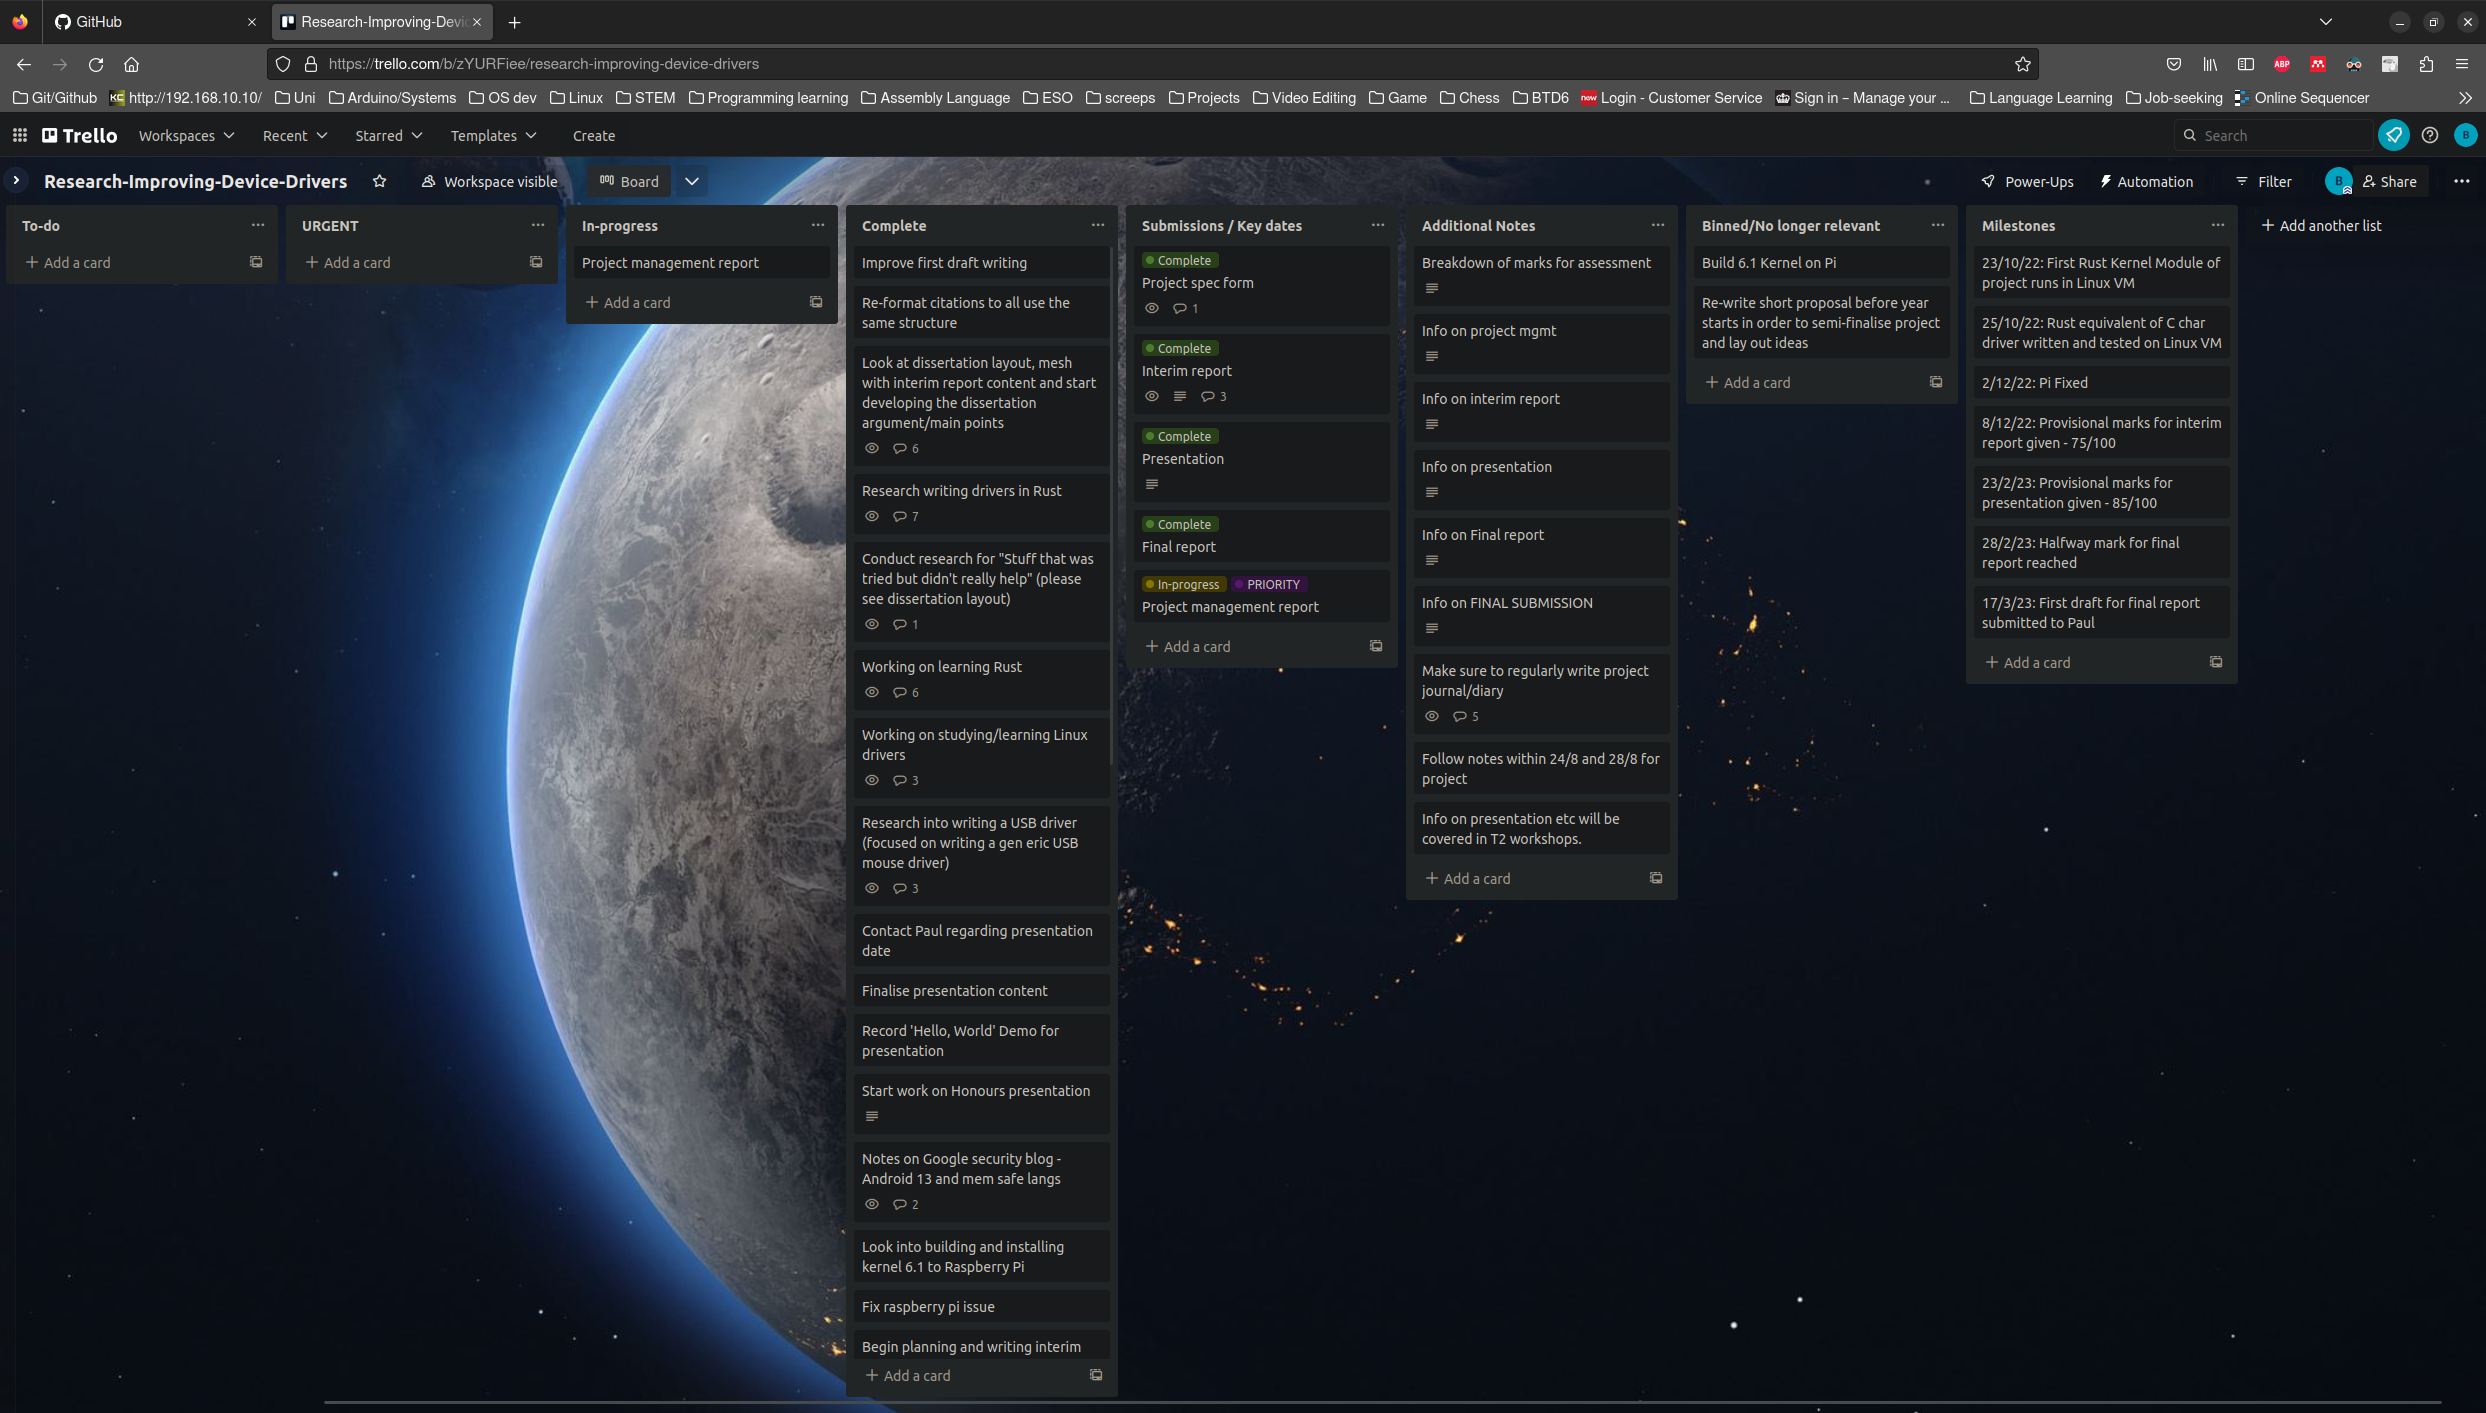 GitHub
Research-Improving-Devic
https://trello.com/b/zYURFiee/research-improving-device-drivers
Git/Github
http://192.168.10.10/
Uni
Arduino/Systems
OS dev
Linux
STEM
Programming learning
Assembly Language
ESO
screeps
Projects
Video Editing
Game
Chess
BTD6
now Login - Customer Service
Sign in – Manage your ...
Language Learning
Job-seeking
Online Sequencer
ABP
Trello
Workspaces
Recent
Starred
Templates
Create
Search
B
Research-Improving-Device-Drivers
Workspace visible
Board
Power-Ups
Automation
Filter
B
Share
To-do
Add a card
URGENT
Add a card
In-progress
Project management report
Add a card
Complete
Improve first draft writing
Re-format citations to all use the
same structure
Look at dissertation layout, mesh
with interim report content and start
developing the dissertation
argument/main points
6
Research writing drivers in Rust
7
Conduct research for "Stuff that was
tried but didn't really help" (please
see dissertation layout)
1
Working on learning Rust
6
Working on studying/learning Linux
drivers
3
Research into writing a USB driver
(focused on writing a gen eric USB
mouse driver)
3
Contact Paul regarding presentation
date
Finalise presentation content
Record 'Hello, World' Demo for
presentation
Start work on Honours presentation
Notes on Google security blog -
Android 13 and mem safe langs
2
Look into building and installing
kernel 6.1 to Raspberry Pi
Fix raspberry pi issue
Begin planning and writing interim
Add a card
Submissions / Key dates
Complete
Project spec form
1
Complete
Interim report
3
Complete
Presentation
Complete
Final report
In-progress
PRIORITY
Project management report
Add a card
Additional Notes
Breakdown of marks for assessment
Info on project mgmt
Info on interim report
Info on presentation
Info on Final report
Info on FINAL SUBMISSION
Make sure to regularly write project
journal/diary
5
Follow notes within 24/8 and 28/8 for
project
Info on presentation etc will be
covered in T2 workshops.
Add a card
Binned/No longer relevant
Build 6.1 Kernel on Pi
Re-write short proposal before year
starts in order to semi-finalise project
and lay out ideas
Add a card
Milestones
23/10/22: First Rust Kernel Module of
project runs in Linux VM
25/10/22: Rust equivalent of C char
driver written and tested on Linux VM
2/12/22: Pi Fixed
8/12/22: Provisional marks for interim
report given - 75/100
23/2/23: Provisional marks for
presentation given - 85/100
28/2/23: Halfway mark for final
report reached
17/3/23: First draft for final report
submitted to Paul
Add a card
Add another list